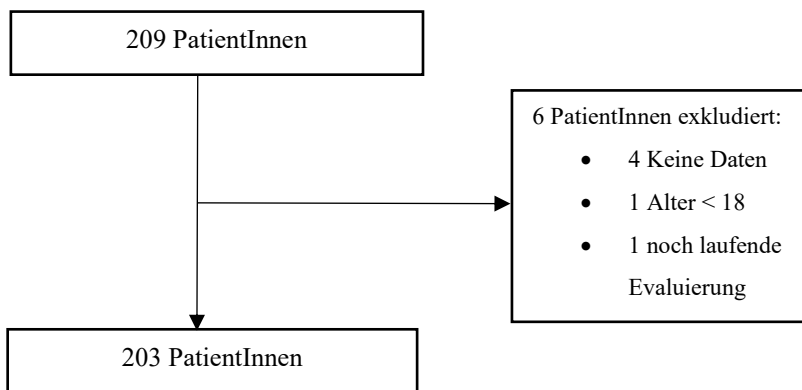 209 PatientInnen
6 PatientInnen exkludiert:
• 4 Keine Daten
• 1 Alter < 18
• 1 noch laufende
Evaluierung
203 PatientInnen